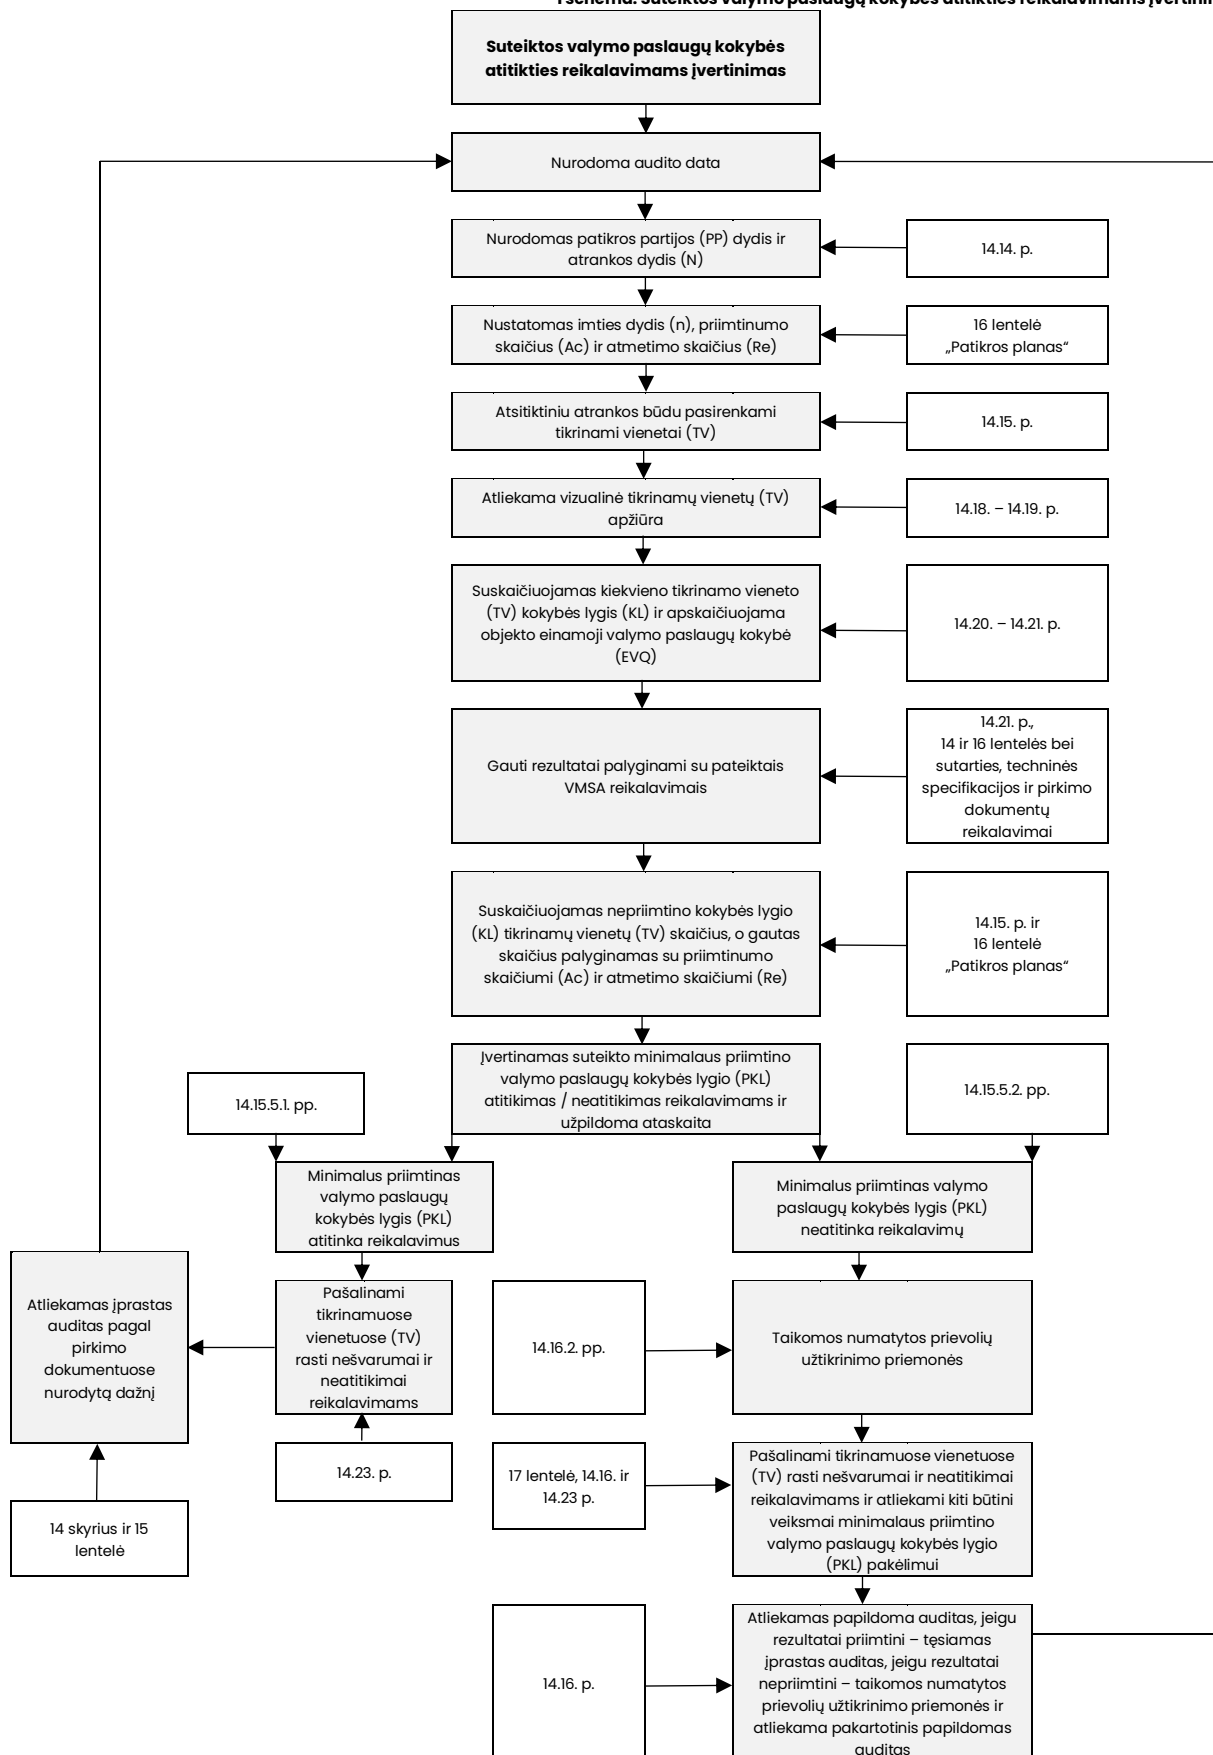 1 schema. Suteiktos valymo paslaugų kokybės atitikties reikalavimams
Suteiktos valymo paslaugų kokybės
atitikties reikalavimams įvertinimas
Nurodoma audito data
Nurodomas patikros partijos (PP) dydis ir
atrankos dydis (N)
14.14. p.
Nustatomas imties dydis (n), priimtinumo
skaičius (Ac) ir atmetimo skaičius (Re)
16 lentelė
„Patikros planas“
Atsitiktiniu atrankos būdu pasirenkami
tikrinami vienetai (TV)
14.15. p.
Atliekama vizualinė tikrinamų vienetų (TV)
apžiūra
14.18. – 14.19. p.
Suskaičiuojamas kiekvieno tikrinamo vieneto
(TV) kokybės lygis (KL) ir apskaičiuojama
objekto einamoji valymo paslaugų kokybė
(EVQ)
14.20. – 14.21. p.
Gauti rezultatai palyginami su pateiktais
VMSA reikalavimais
14.21. p.,
14 ir 16 lentelės bei
sutarties, techninės
specifikacijos ir pirkimo
dokumentų
reikalavimai
Suskaičiuojamas nepriimtino kokybės lygio
(KL) tikrinamų vienetų (TV) skaičius, o gautas
skaičius palyginamas su priimtinumo
skaičiumi (Ac) ir atmetimo skaičiumi (Re)
14.15. p. ir
16 lentelė
„Patikros planas“
Įvertinamas suteikto minimalaus priimtino
valymo paslaugų kokybės lygio (PKL)
atitikimas / neatitikimas reikalavimams ir
užpildoma ataskaita
14.15.5.1. pp.
14.15.5.2. pp.
Minimalus priimtinas
valymo paslaugų
kokybės lygis (PKL)
atitinka reikalavimus
Minimalus priimtinas valymo
paslaugų kokybės lygis (PKL)
neatitinka reikalavimų
Atliekamas įprastas
auditas pagal
pirkimo
dokumentuose
nurodytą dažnį
Pašalinami
tikrinamuose
vienetuose (TV)
rasti nešvarumai ir
neatitikimai
reikalavimams
14.16.2. pp.
Taikomos numatytos prievolių
užtikrinimo priemonės
14.23. p.
17 lentelė, 14.16. ir
14.23 p.
Pašalinami tikrinamuose vienetuose
(TV) rasti nešvarumai ir neatitikimai
reikalavimams ir atliekami kiti būtini
veiksmai minimalaus priimtino
valymo paslaugų kokybės lygio
(PKL) pakėlimui
14 skyrius ir 15
lentelė
14.16. p.
Atliekamas papildoma auditas, jeigu
rezultatai priimtini – tęsiamas
įprastas auditas, jeigu rezultatai
nepriimtini – taikomos numatytos
prievolių užtikrinimo priemonės ir
atliekama pakartotinis papildomas
auditas